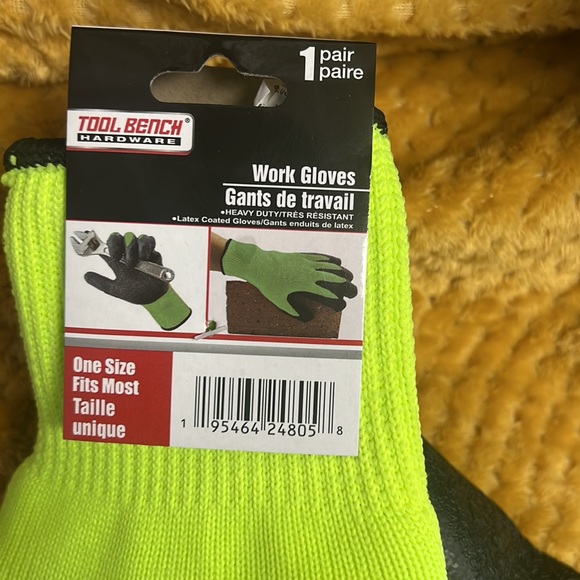 1 pair
paire
TOOL BENCH
HARDWARE
®
Work Gloves
Gants de travail
•HEAVY DUTY/TRÈS RÉSISTANT
•Latex Coated Gloves/Gants enduits de latex
One Size
Fits Most
Taille
unique
1 95464 24805 8